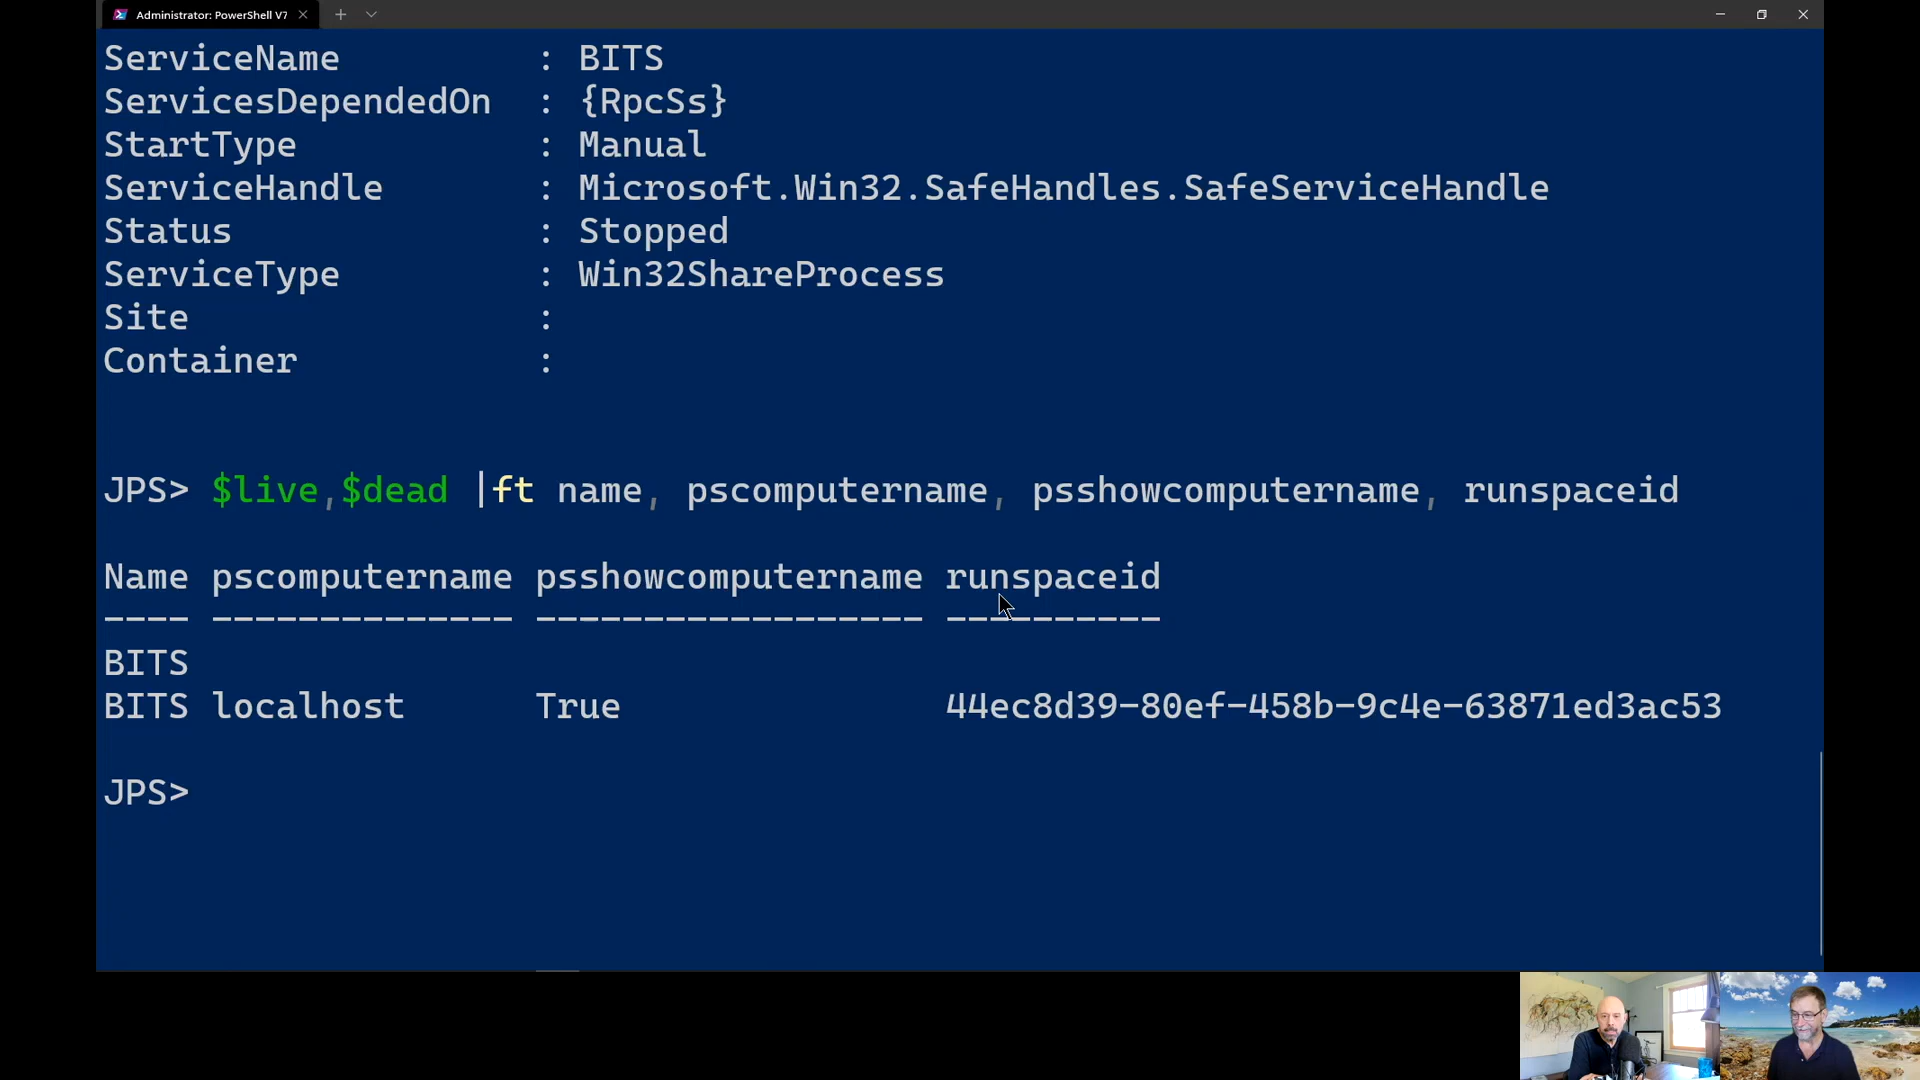 Administrator: PowerShell V7
ServiceName : BITS
ServicesDependedOn : {RpcSs}
StartType : Manual
ServiceHandle : Microsoft.Win32.SafeHandles.SafeServiceHandle
Status : Stopped
ServiceType : Win32ShareProcess
Site :
Container :
JPS> $live,$dead |ft name, pscomputername, psshowcomputername, runspaceid
Name pscomputername psshowcomputername runspaceid
---- -------------- ------------------ ----------
BITS
BITS localhost True 44ec8d39-80ef-458b-9c4e-63871ed3ac53
JPS>